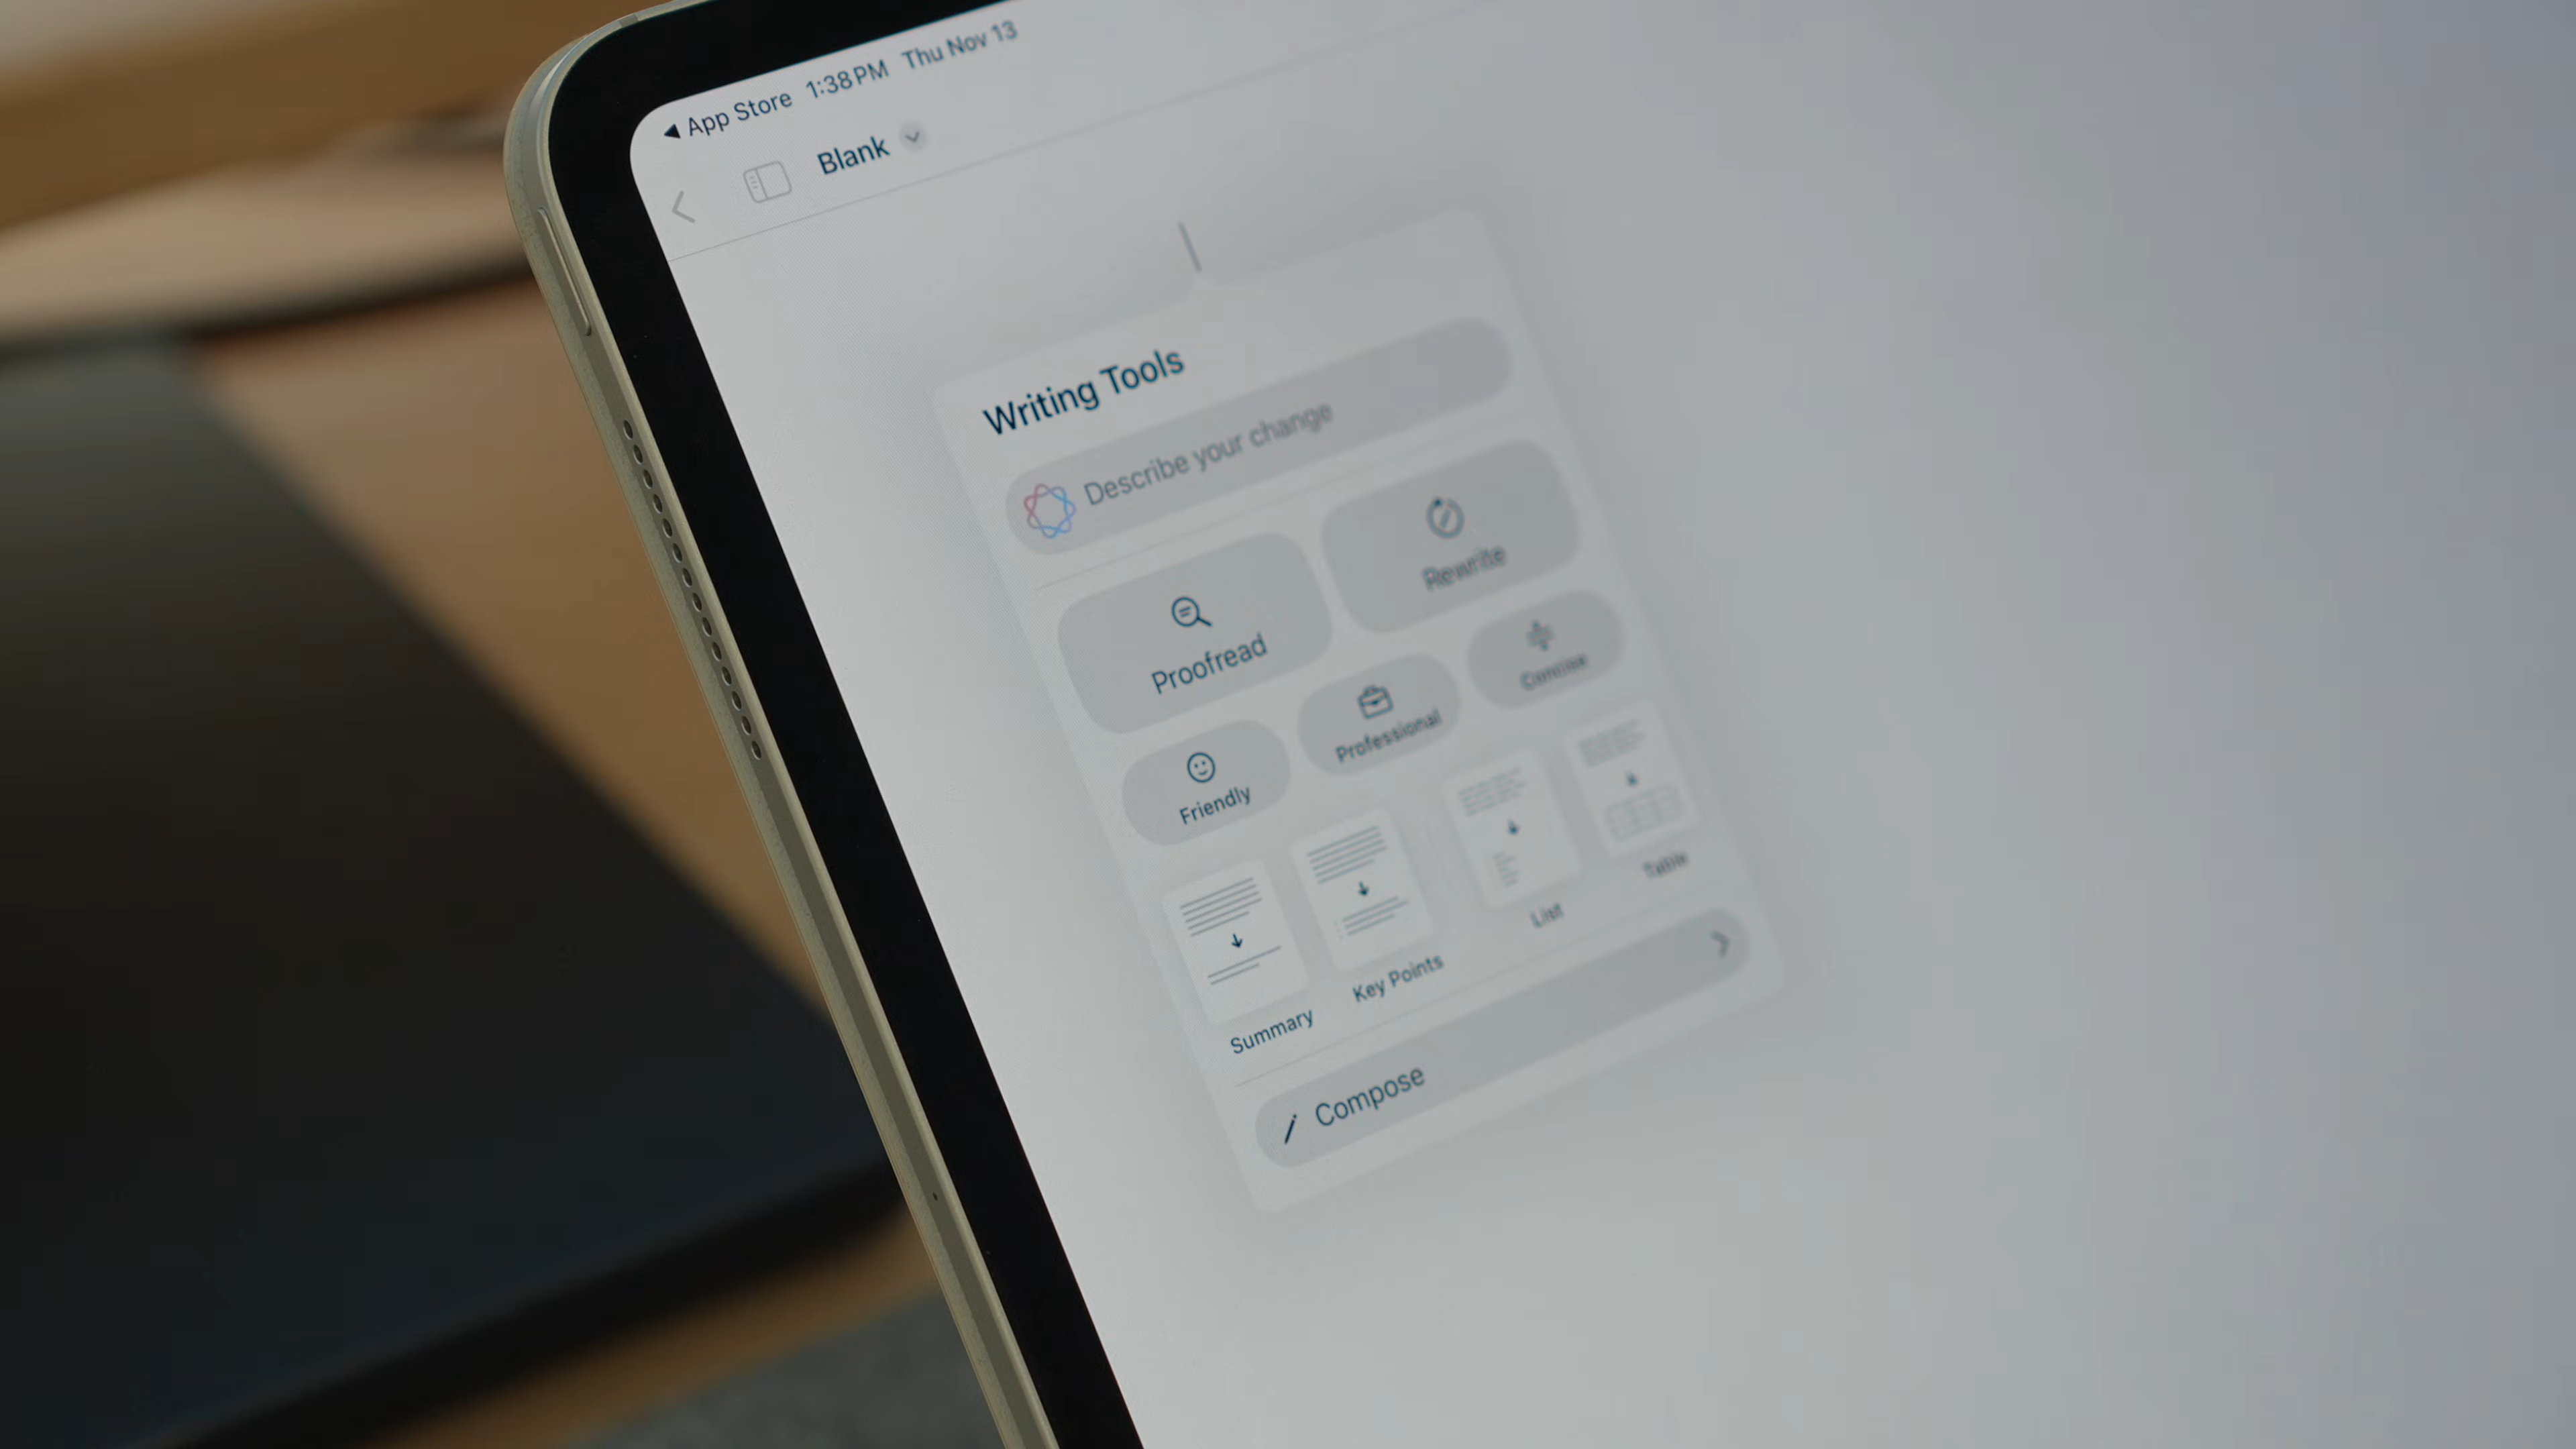 ◀ App Store 1:38 PM Thu Nov 13
Blank
Writing Tools
Describe your change
Proofread
Rewrite
Friendly
Professional
Concise
Summary
Key Points
List
Table
Compose